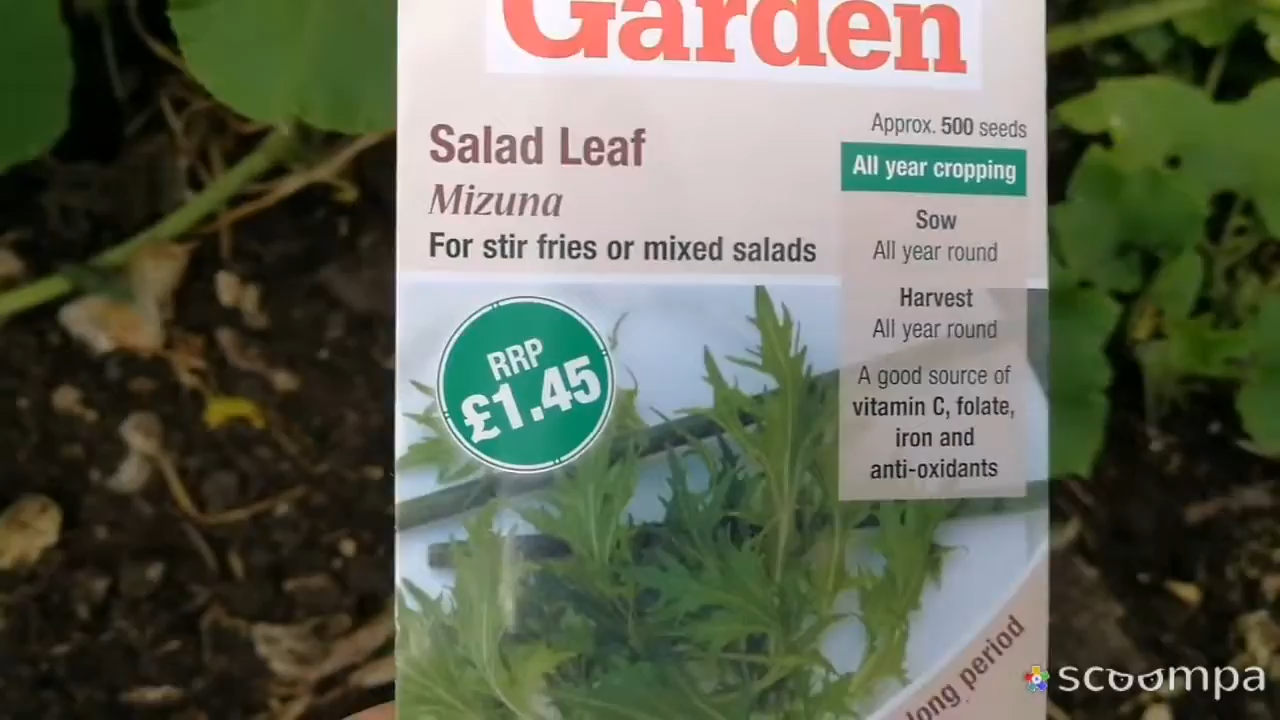 Garden
Salad Leaf
Mizuna
For stir fries or mixed salads
Approx. 500 seeds
All year cropping
Sow
All year round
Harvest
All year round
A good source of
vitamin C, folate,
iron and
anti-oxidants
RRP
£1.45
long period
scoompa